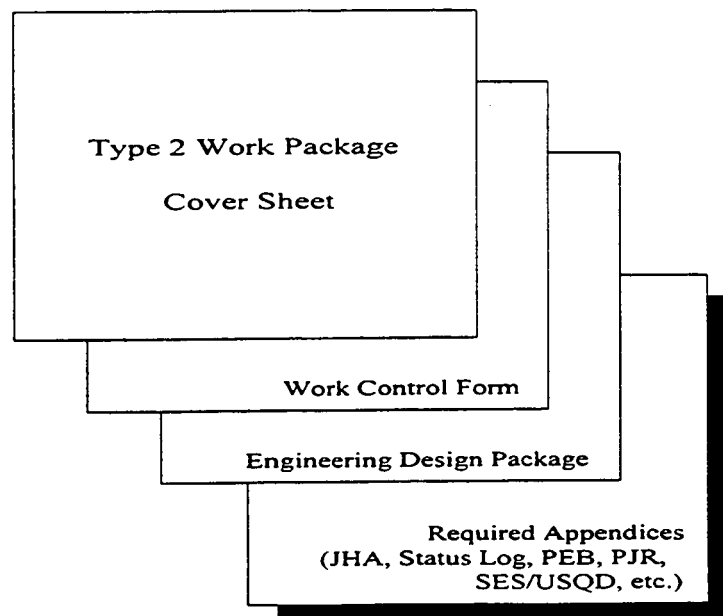 Type 2 Work Package
Cover Sheet
Work Control Form
Engineering Design Package
Required Appendices
(JHA, Status Log, PEB, PJR,
SES/USQD, etc.)